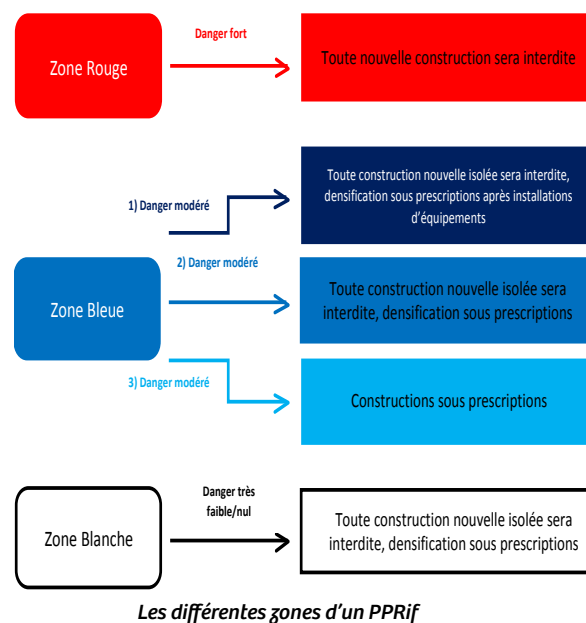 Danger fort
Zone Rouge
Toute nouvelle construction sera interdite
1) Danger modéré
Toute construction nouvelle isolée sera interdite,
densification sous prescriptions après installations
d'équipements
2) Danger modéré
Zone Bleue
Toute construction nouvelle isolée sera
interdite, densification sous prescriptions
3) Danger modéré
Constructions sous prescriptions
Danger très
faible/nul
Zone Blanche
Toute construction nouvelle isolée sera
interdite, densification sous prescriptions
Les différentes zones d'un PPRif